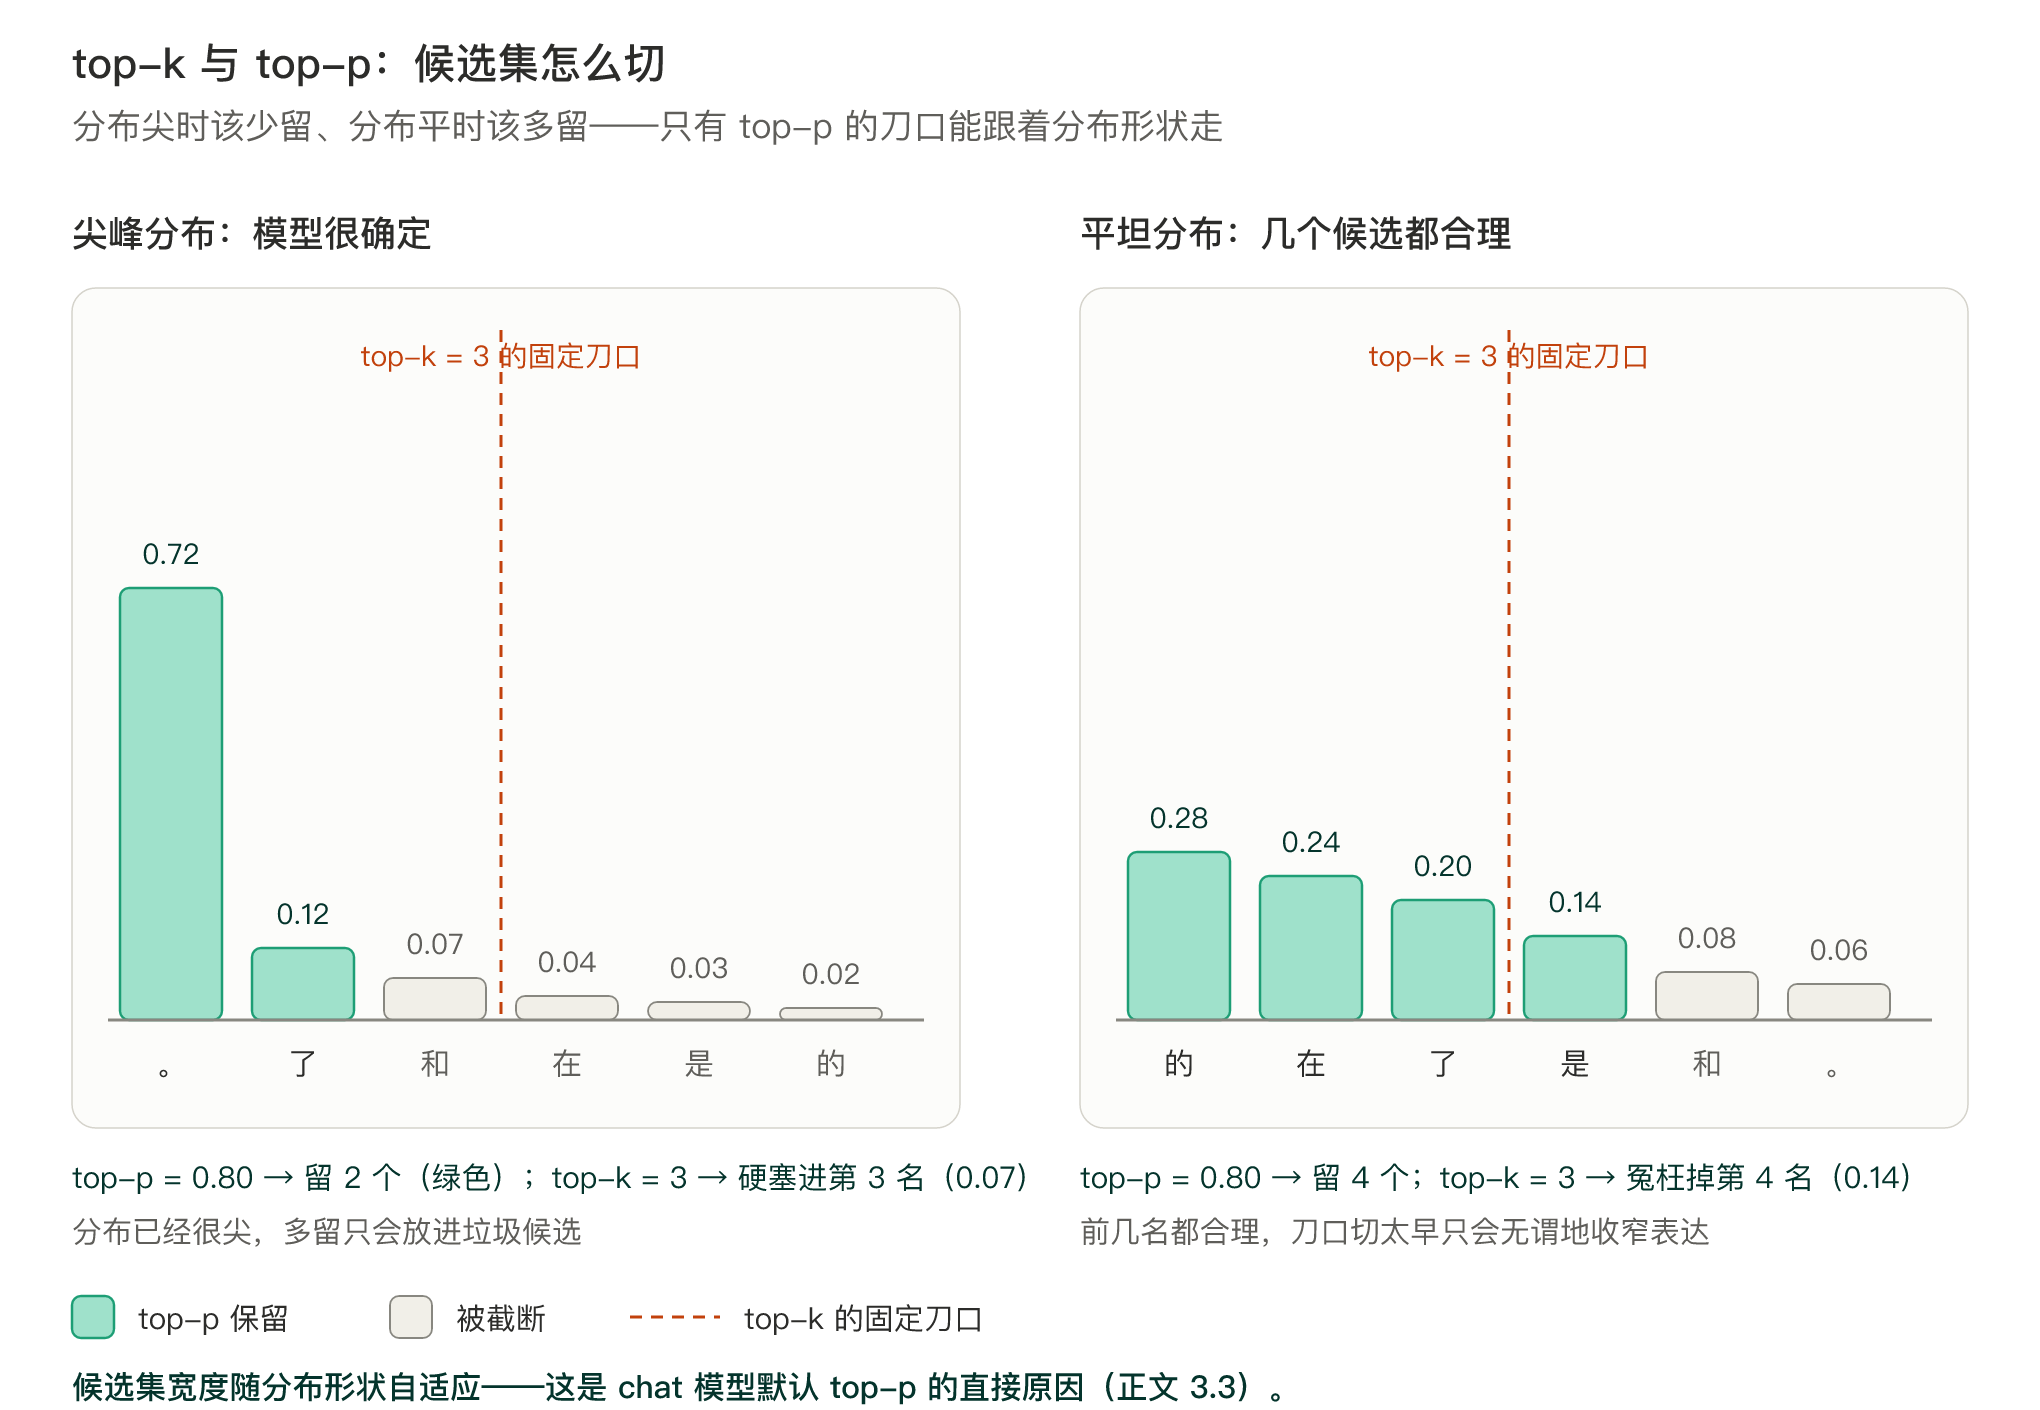 top-k 与 top-p：候选集怎么切
分布尖时该少留、分布平时该多留——只有 top-p 的刀口能跟着分布形状走
尖峰分布：模型很确定
top-k = 3 的固定刀口
0.72
0.12
0.07
0.04
0.03
0.02
。 了 和 在 是 的
top-p = 0.80 → 留 2 个（绿色）；top-k = 3 → 硬塞进第 3 名（0.07）
分布已经很尖，多留只会放进垃圾候选
平坦分布：几个候选都合理
top-k = 3 的固定刀口
0.28
0.24
0.20
0.14
0.08
0.06
的 在 了 是 和 。
top-p = 0.80 → 留 4 个；top-k = 3 → 冤枉掉第 4 名（0.14）
前几名都合理，刀口切太早只会无谓地收窄表达
top-p 保留
被截断
top-k 的固定刀口
候选集宽度随分布形状自适应——这是 chat 模型默认 top-p 的直接原因（正文 3.3）。